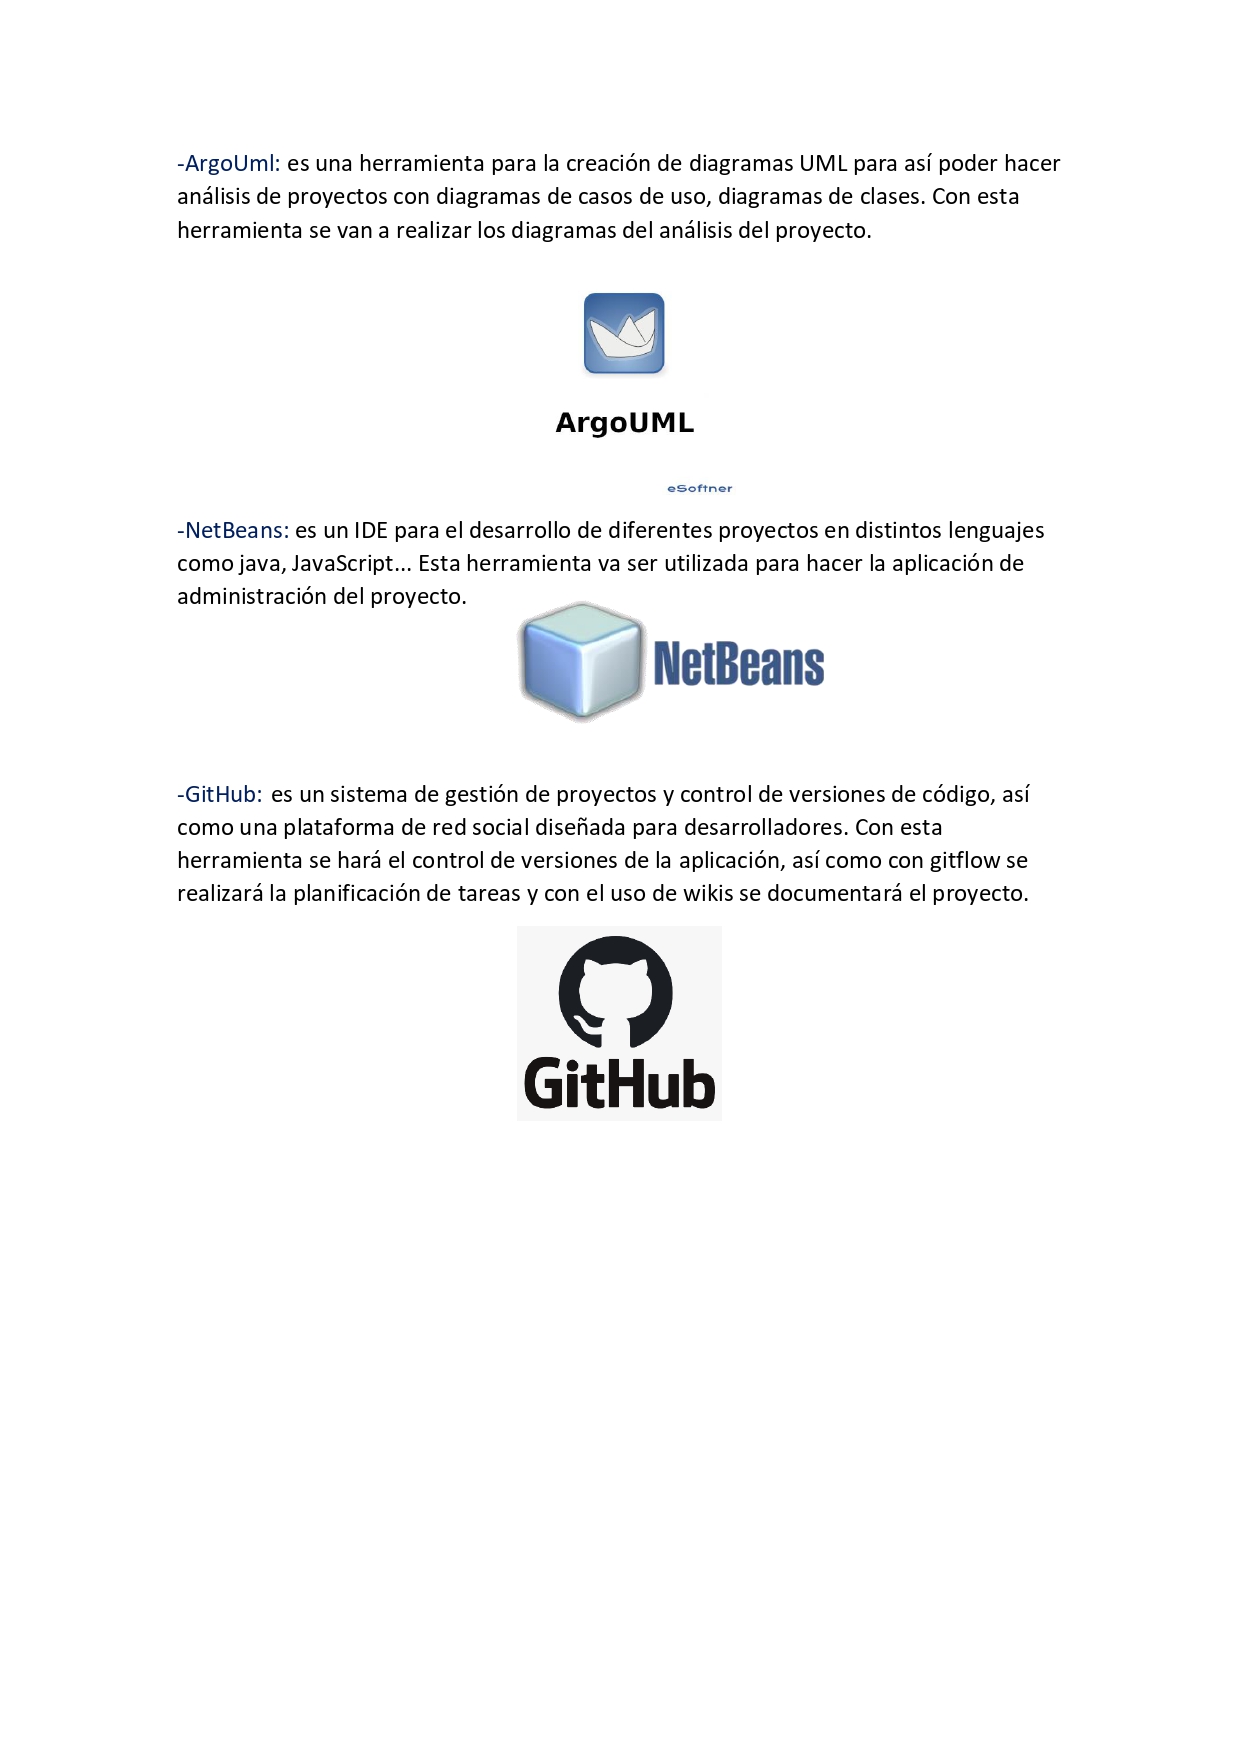 -ArgoUml: es una herramienta para la creación de diagramas UML para así poder hacer
análisis de proyectos con diagramas de casos de uso, diagramas de clases. Con esta
herramienta se van a realizar los diagramas del análisis del proyecto.
ArgoUML
eSoftner
-NetBeans: es un IDE para el desarrollo de diferentes proyectos en distintos lenguajes
como java, JavaScript... Esta herramienta va ser utilizada para hacer la aplicación de
administración del proyecto.
NetBeans
-GitHub: es un sistema de gestión de proyectos y control de versiones de código, así
como una plataforma de red social diseñada para desarrolladores. Con esta
herramienta se hará el control de versiones de la aplicación, así como con gitflow se
realizará la planificación de tareas y con el uso de wikis se documentará el proyecto.
GitHub